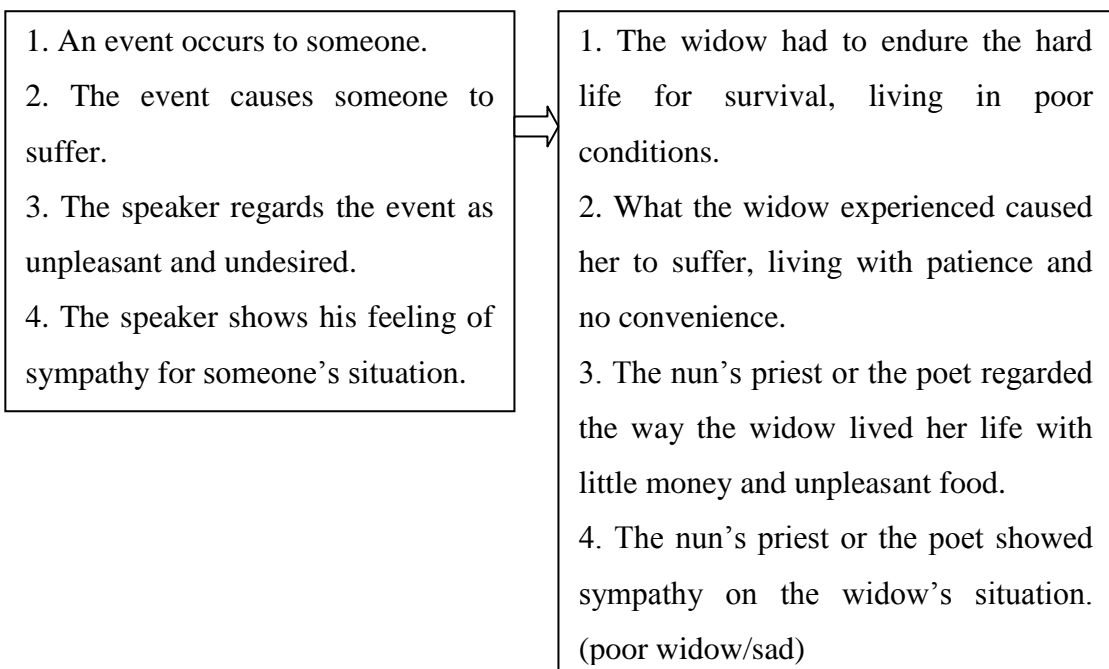 1. An event occurs to someone.
2. The event causes someone to
suffer.
3. The speaker regards the event as
unpleasant and undesired.
4. The speaker shows his feeling of
sympathy for someone’s situation.
1. The widow had to endure the hard
life for survival, living in poor
conditions.
2. What the widow experienced caused
her to suffer, living with patience and
no convenience.
3. The nun’s priest or the poet regarded
the way the widow lived her life with
little money and unpleasant food.
4. The nun’s priest or the poet showed
sympathy on the widow’s situation.
(poor widow/sad)